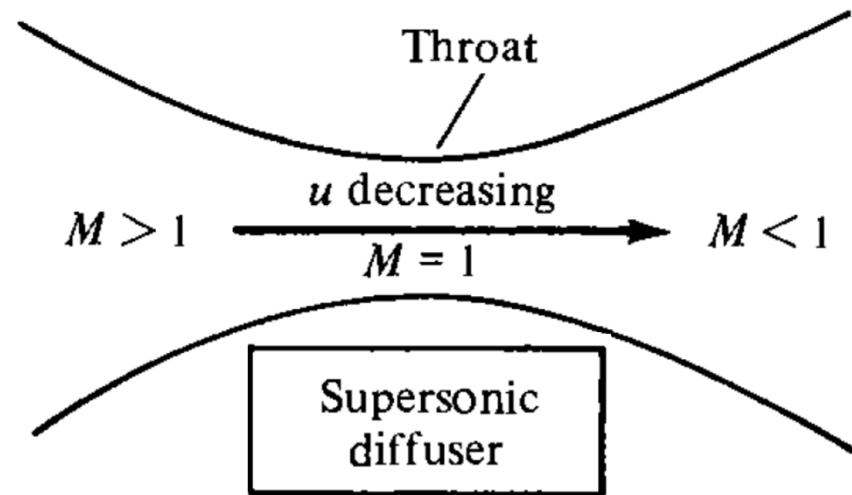 Throat
u decreasing
M > 1
M < 1
M = 1
Supersonic
diffuser